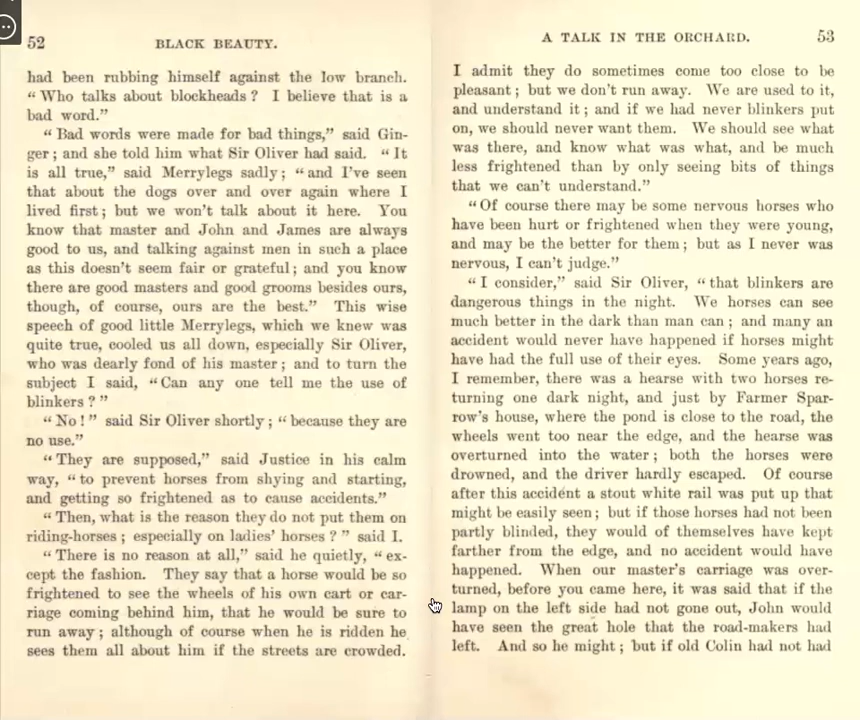 52
BLACK BEAUTY.
had been rubbing himself against the low branch.
“ Who talks about blockheads ? I believe that is a
bad word.”
“ Bad words were made for bad things,” said Gin-
ger ; and she told him what Sir Oliver had said. “ It
is all true,” said Merrylegs sadly ; “ and I’ve seen
that about the dogs over and over again where I
lived first ; but we won’t talk about it here. You
know that master and John and James are always
good to us, and talking against men in such a place
as this doesn’t seem fair or grateful ; and you know
there are good masters and good grooms besides ours,
though, of course, ours are the best.” This wise
speech of good little Merrylegs, which we knew was
quite true, cooled us all down, especially Sir Oliver,
who was dearly fond of his master ; and to turn the
subject I said, “ Can any one tell me the use of
blinkers ? ”
“ No ! ” said Sir Oliver shortly ; “ because they are
no use.”
“ They are supposed,” said Justice in his calm
way, “ to prevent horses from shying and starting,
and getting so frightened as to cause accidents.”
“ Then, what is the reason they do not put them on
riding-horses ; especially on ladies’ horses ? ” said I.
“ There is no reason at all,” said he quietly, “ ex-
cept the fashion. They say that a horse would be so
frightened to see the wheels of his own cart or car-
riage coming behind him, that he would be sure to
run away ; although of course when he is ridden he
sees them all about him if the streets are crowded.
A TALK IN THE ORCHARD.
53
I admit they do sometimes come too close to be
pleasant ; but we don’t run away. We are used to it,
and understand it ; and if we had never blinkers put
on, we should never want them. We should see what
was there, and know what was what, and be much
less frightened than by only seeing bits of things
that we can’t understand.”
“ Of course there may be some nervous horses who
have been hurt or frightened when they were young,
and may be the better for them ; but as I never was
nervous, I can’t judge.”
“ I consider,” said Sir Oliver, “ that blinkers are
dangerous things in the night. We horses can see
much better in the dark than man can ; and many an
accident would never have happened if horses might
have had the full use of their eyes. Some years ago,
I remember, there was a hearse with two horses re-
turning one dark night, and just by Farmer Spar-
row’s house, where the pond is close to the road, the
wheels went too near the edge, and the hearse was
overturned into the water ; both the horses were
drowned, and the driver hardly escaped. Of course
after this accident a stout white rail was put up that
might be easily seen ; but if those horses had not been
partly blinded, they would of themselves have kept
farther from the edge, and no accident would have
happened. When our master’s carriage was over-
turned, before you came here, it was said that if the
lamp on the left side had not gone out, John would
have seen the great hole that the road-makers had
left. And so he might ; but if old Colin had not had